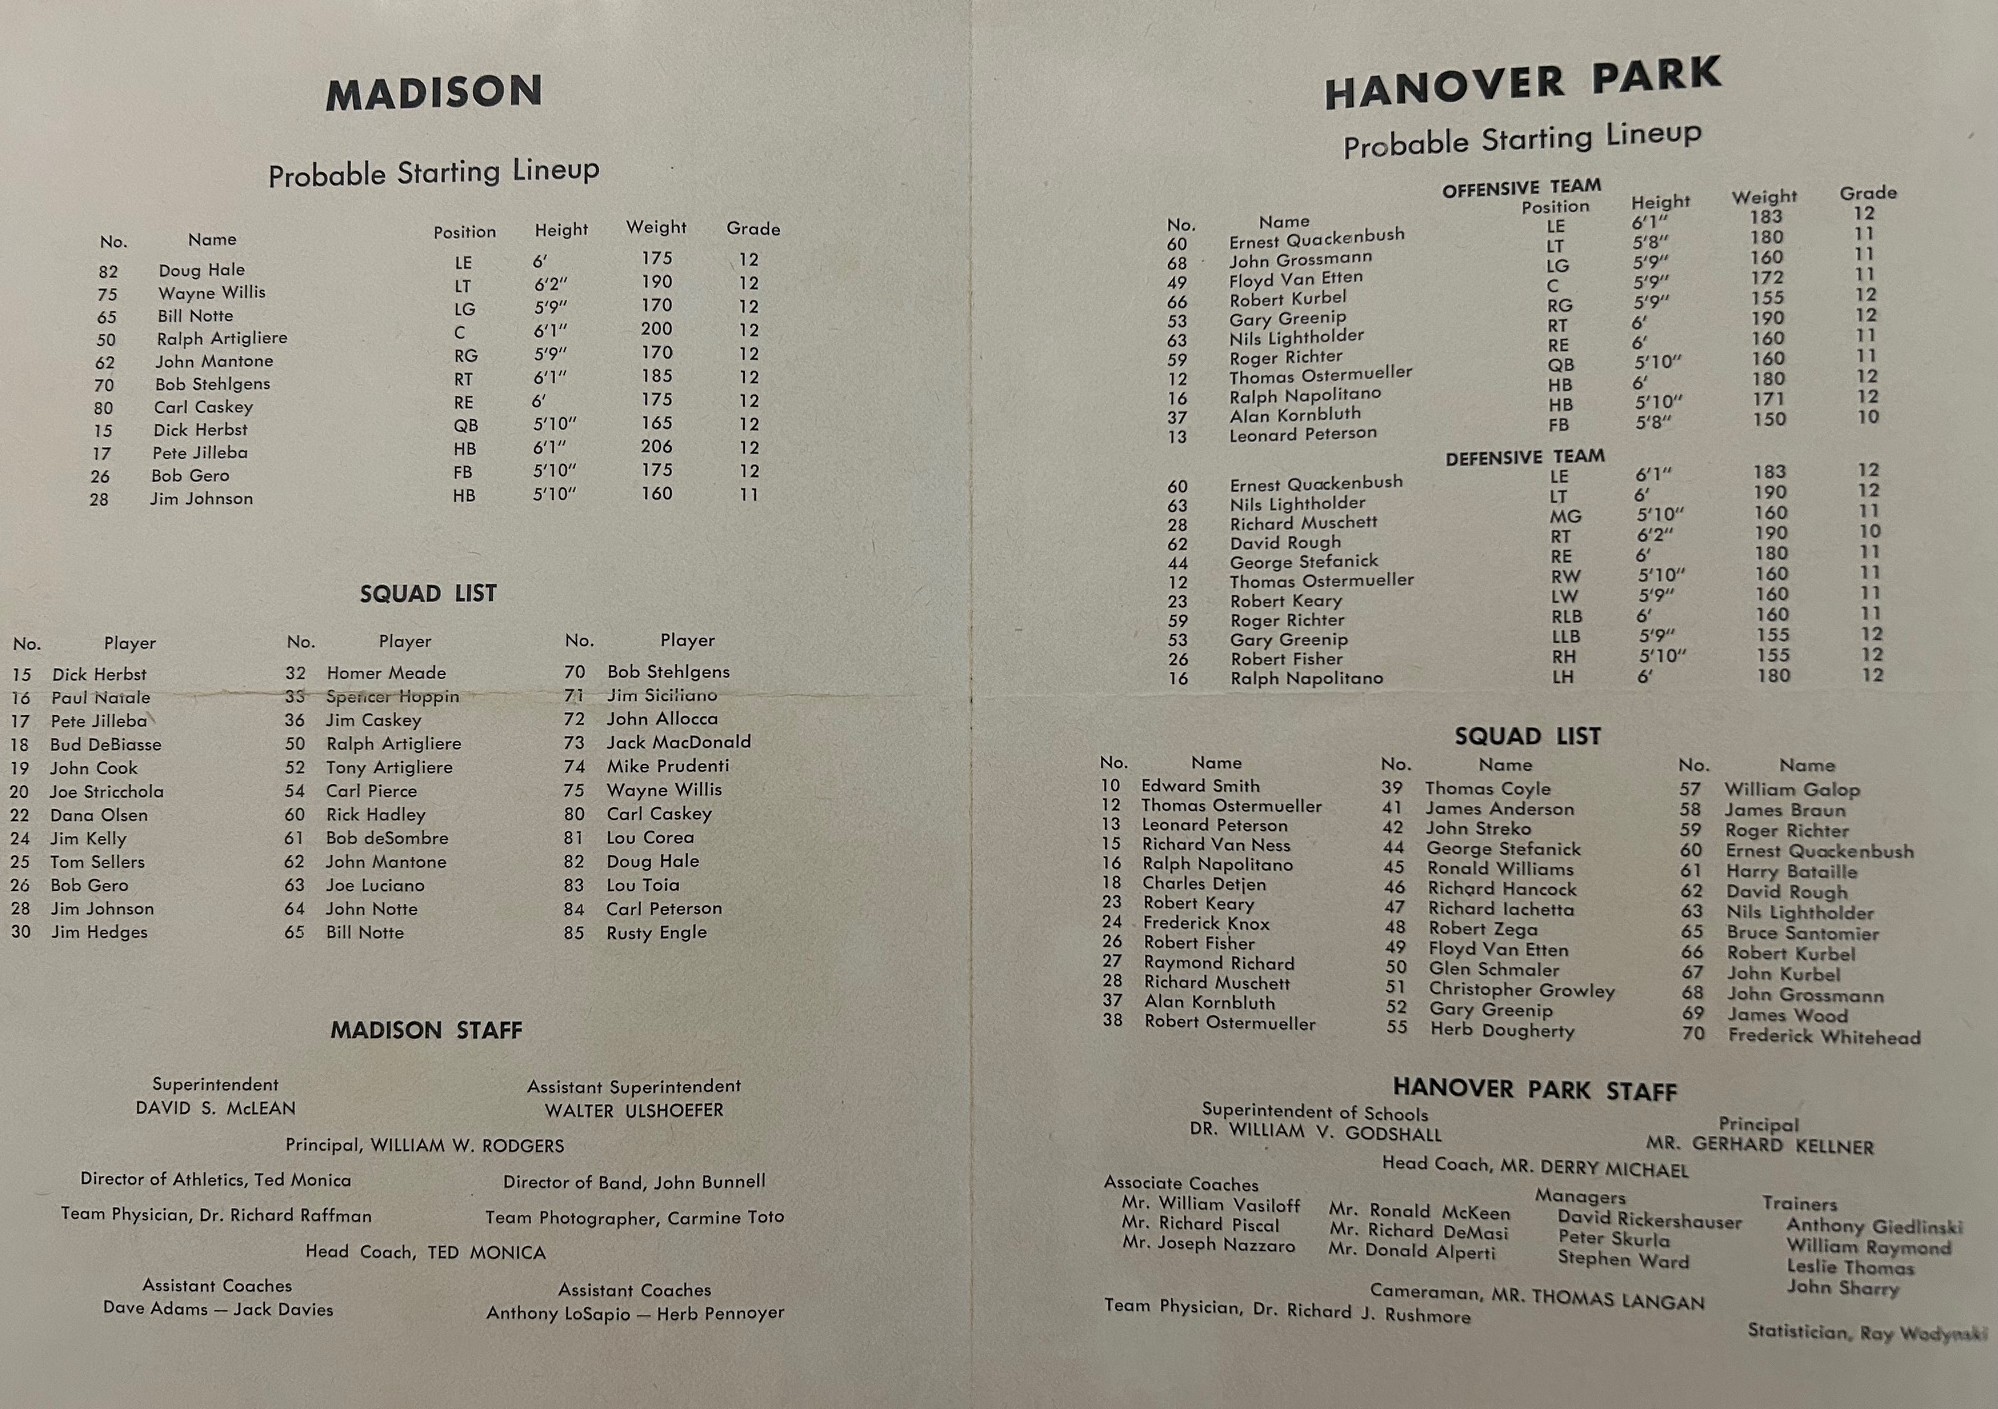 MADISON
Probable Starting Lineup
No. Name Position Height Weight Grade
82 Doug Hale LE 6' 175 12
75 Wayne Willis LT 6'2" 190 12
65 Bill Notte LG 5'9" 170 12
50 Ralph Artigliere C 6'1" 200 12
62 John Mantone RG 5'9" 170 12
70 Bob Stehlgens RT 6'1" 185 12
80 Carl Caskey RE 6' 175 12
15 Dick Herbst QB 5'10" 165 12
17 Pete Jilleba HB 6'1" 206 12
26 Bob Gero FB 5'10" 175 12
28 Jim Johnson HB 5'10" 160 11
SQUAD LIST
No. Player No. Player No. Player
15 Dick Herbst 32 Homer Meade 70 Bob Stehlgens
16 Paul Natale 33 Spencer Hoppin 71 Jim Siciliano
17 Pete Jilleba 36 Jim Caskey 72 John Allocca
18 Bud DeBiasse 50 Ralph Artigliere 73 Jack MacDonald
19 John Cook 52 Tony Artigliere 74 Mike Prudenti
20 Joe Stricchola 54 Carl Pierce 75 Wayne Willis
22 Dana Olsen 60 Rick Hadley 80 Carl Caskey
24 Jim Kelly 61 Bob deSombre 81 Lou Corea
25 Tom Sellers 62 John Mantone 82 Doug Hale
26 Bob Gero 63 Joe Luciano 83 Lou Toia
28 Jim Johnson 64 John Notte 84 Carl Peterson
30 Jim Hedges 65 Bill Notte 85 Rusty Engle
MADISON STAFF
Superintendent Assistant Superintendent
DAVID S. McLEAN WALTER ULSHOEFER
Principal, WILLIAM W. RODGERS
Director of Athletics, Ted Monica Director of Band, John Bunnell
Team Physician, Dr. Richard Raffman Team Photographer, Carmine Toto
Head Coach, TED MONICA
Assistant Coaches Assistant Coaches
Dave Adams — Jack Davies Anthony LoSapio — Herb Pennoyer
HANOVER PARK
Probable Starting Lineup
OFFENSIVE TEAM
No. Name Position Height Weight Grade
60 Ernest Quackenbush LE 6'1" 183 12
68 John Grossmann LT 5'8" 180 11
49 Floyd Van Etten LG 5'9" 160 11
66 Robert Kurbel C 5'9" 172 11
53 Gary Greenip RG 5'9" 155 12
63 Nils Lightholder RT 6' 190 12
59 Roger Richter RE 6' 160 11
12 Thomas Ostermueller QB 5'10" 160 11
16 Ralph Napolitano HB 6' 180 12
37 Alan Kornbluth HB 5'10" 171 12
13 Leonard Peterson FB 5'8" 150 10
DEFENSIVE TEAM
60 Ernest Quackenbush LE 6'1" 183 12
63 Nils Lightholder LT 6' 190 12
28 Richard Muschett MG 5'10" 160 11
62 David Rough RT 6'2" 190 10
44 George Stefanick RE 6' 180 11
12 Thomas Ostermueller RW 5'10" 160 11
23 Robert Keary LW 5'9" 160 11
59 Roger Richter RLB 6' 160 11
53 Gary Greenip LLB 5'9" 155 12
26 Robert Fisher RH 5'10" 155 12
16 Ralph Napolitano LH 6' 180 12
SQUAD LIST
No. Name No. Name No. Name
10 Edward Smith 39 Thomas Coyle 57 William Galop
12 Thomas Ostermueller 41 James Anderson 58 James Braun
13 Leonard Peterson 42 John Streko 59 Roger Richter
15 Richard Van Ness 44 George Stefanick 60 Ernest Quackenbush
16 Ralph Napolitano 45 Ronald Williams 61 Harry Bataille
18 Charles Detjen 46 Richard Hancock 62 David Rough
23 Robert Keary 47 Richard Iachetta 63 Nils Lightholder
24 Frederick Knox 48 Robert Zega 65 Bruce Santomier
26 Robert Fisher 49 Floyd Van Etten 66 Robert Kurbel
27 Raymond Richard 50 Glen Schmaler 67 John Kurbel
28 Richard Muschett 51 Christopher Growley 68 John Grossmann
37 Alan Kornbluth 52 Gary Greenip 69 James Wood
38 Robert Ostermueller 55 Herb Dougherty 70 Frederick Whitehead
HANOVER PARK STAFF
Superintendent of Schools Principal
DR. WILLIAM V. GODSHALL MR. GERHARD KELLNER
Head Coach, MR. DERRY MICHAEL
Associate Coaches Managers Trainers
Mr. William Vasiloff Mr. Ronald McKeen David Rickershauser Anthony Giedlinski
Mr. Richard Piscal Mr. Richard DeMasi Peter Skurla William Raymond
Mr. Joseph Nazzaro Mr. Donald Alperti Stephen Ward Leslie Thomas
John Sharry
Cameraman, MR. THOMAS LANGAN
Team Physician, Dr. Richard J. Rushmore
Statistician, Ray Wodynski